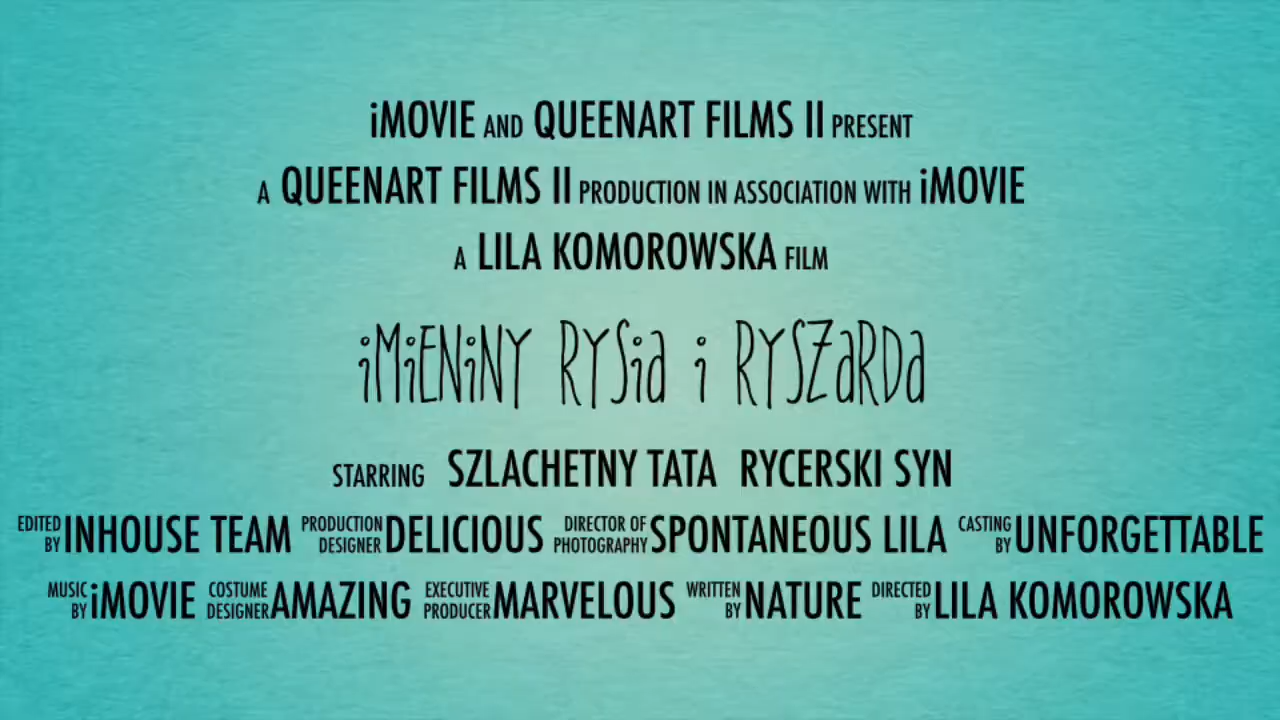 iMOVIE AND QUEENART FILMS II PRESENT
A QUEENART FILMS II PRODUCTION IN ASSOCIATION WITH iMOVIE
A LILA KOMOROWSKA FILM
iMiENiNY RYSia i RYSZaRDa
STARRING SZLACHETNY TATA RYCERSKI SYN
EDITED BY INHOUSE TEAM PRODUCTION DESIGNER DELICIOUS DIRECTOR OF PHOTOGRAPHY SPONTANEOUS LILA CASTING BY UNFORGETTABLE
MUSIC BY iMOVIE COSTUME DESIGNER AMAZING EXECUTIVE PRODUCER MARVELOUS WRITTEN BY NATURE DIRECTED BY LILA KOMOROWSKA